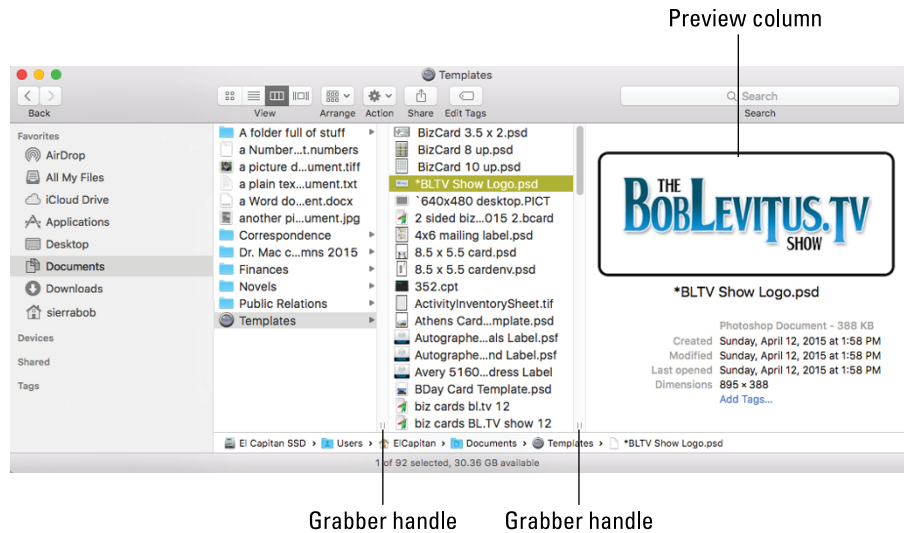 Preview column
Templates
Back
View
Arrange
Action
Share
Edit Tags
Search
Search
Favorites
AirDrop
All My Files
iCloud Drive
Applications
Desktop
Documents
Downloads
sierrabob
Devices
Shared
Tags
A folder full of stuff
a Number...t.numbers
a picture d...ument.tiff
a plain tex...ument.txt
a Word do...ent.docx
another pi...ument.jpg
Correspondence
Dr. Mac c...mns 2015
Finances
Novels
Public Relations
Templates
BizCard 3.5 x 2.psd
BizCard 8 up.psd
BizCard 10 up.psd
*BLTV Show Logo.psd
`640x480 desktop.PICT
2 sided biz...015 2.bcard
4x6 mailing label.psd
8.5 x 5.5 card.psd
8.5 x 5.5 cardenv.psd
352.cpt
ActivityInventorySheet.tif
Athens Card...mplate.psd
Autographe...als Label.psf
Autographe...nd Label.psf
Avery 5160...dress Label
BDay Card Template.psd
biz cards bl.tv 12
biz cards BL.TV show 12
THE
BOBLEVITUS.TV
SHOW
*BLTV Show Logo.psd
Photoshop Document - 388 KB
Created Sunday, April 12, 2015 at 1:58 PM
Modified Sunday, April 12, 2015 at 1:58 PM
Last opened Sunday, April 12, 2015 at 1:58 PM
Dimensions 895 × 388
Add Tags...
El Capitan SSD › Users › ElCapitan › Documents › Templates › *BLTV Show Logo.psd
1 of 92 selected, 30.36 GB available
Grabber handle
Grabber handle